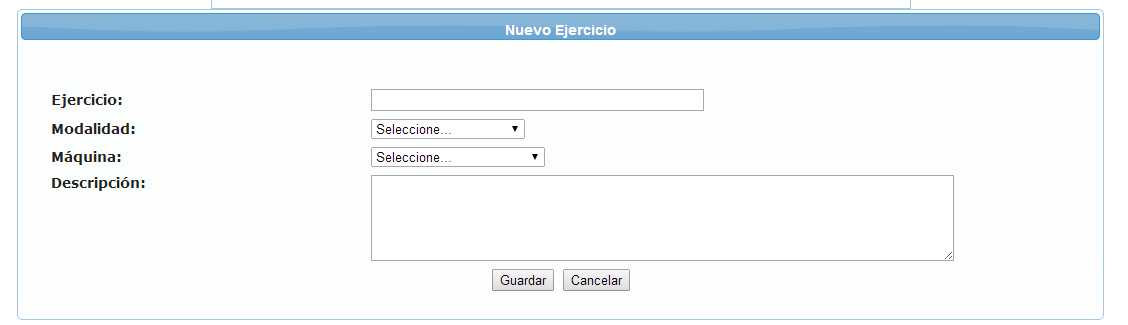 Nuevo Ejercicio
Ejercicio:
Modalidad: Seleccione...
Máquina: Seleccione...
Descripción:
Guardar Cancelar